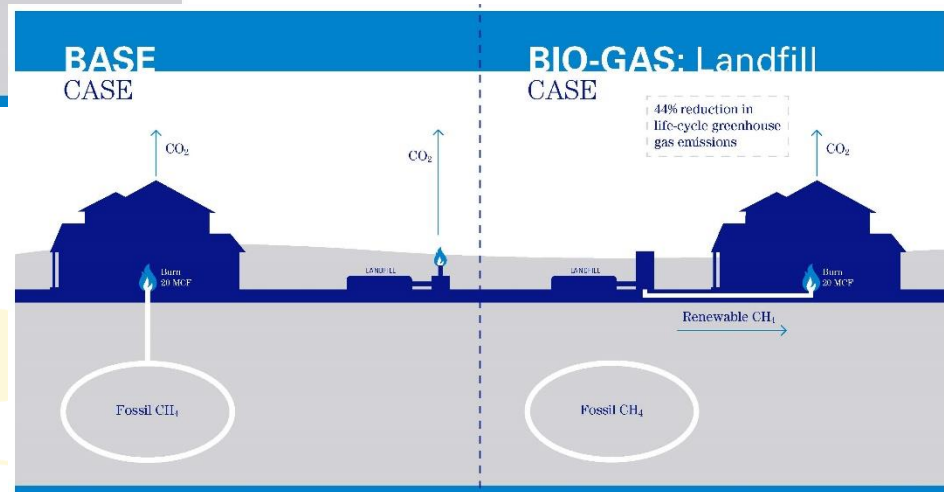 BASE
CASE
CO₂
CO₂
LANDFILL
Burn
20 MCF
Fossil CH₄
BIO-GAS: Landfill
CASE
44% reduction in
life-cycle greenhouse
gas emissions
CO₂
LANDFILL
Burn
20 MCF
Renewable CH₄
Fossil CH₄